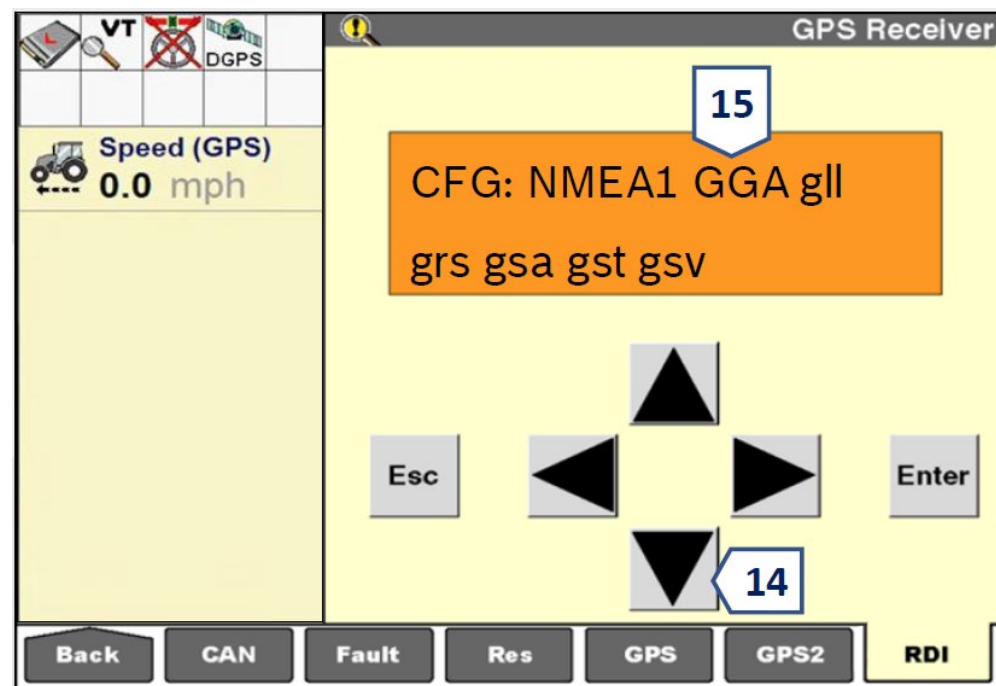 VT
DGPS
GPS Receiver
Speed (GPS)
0.0 mph
15
CFG: NMEA1 GGA gll
grs gsa gst gsv
Esc
Enter
14
Back
CAN
Fault
Res
GPS
GPS2
RDI